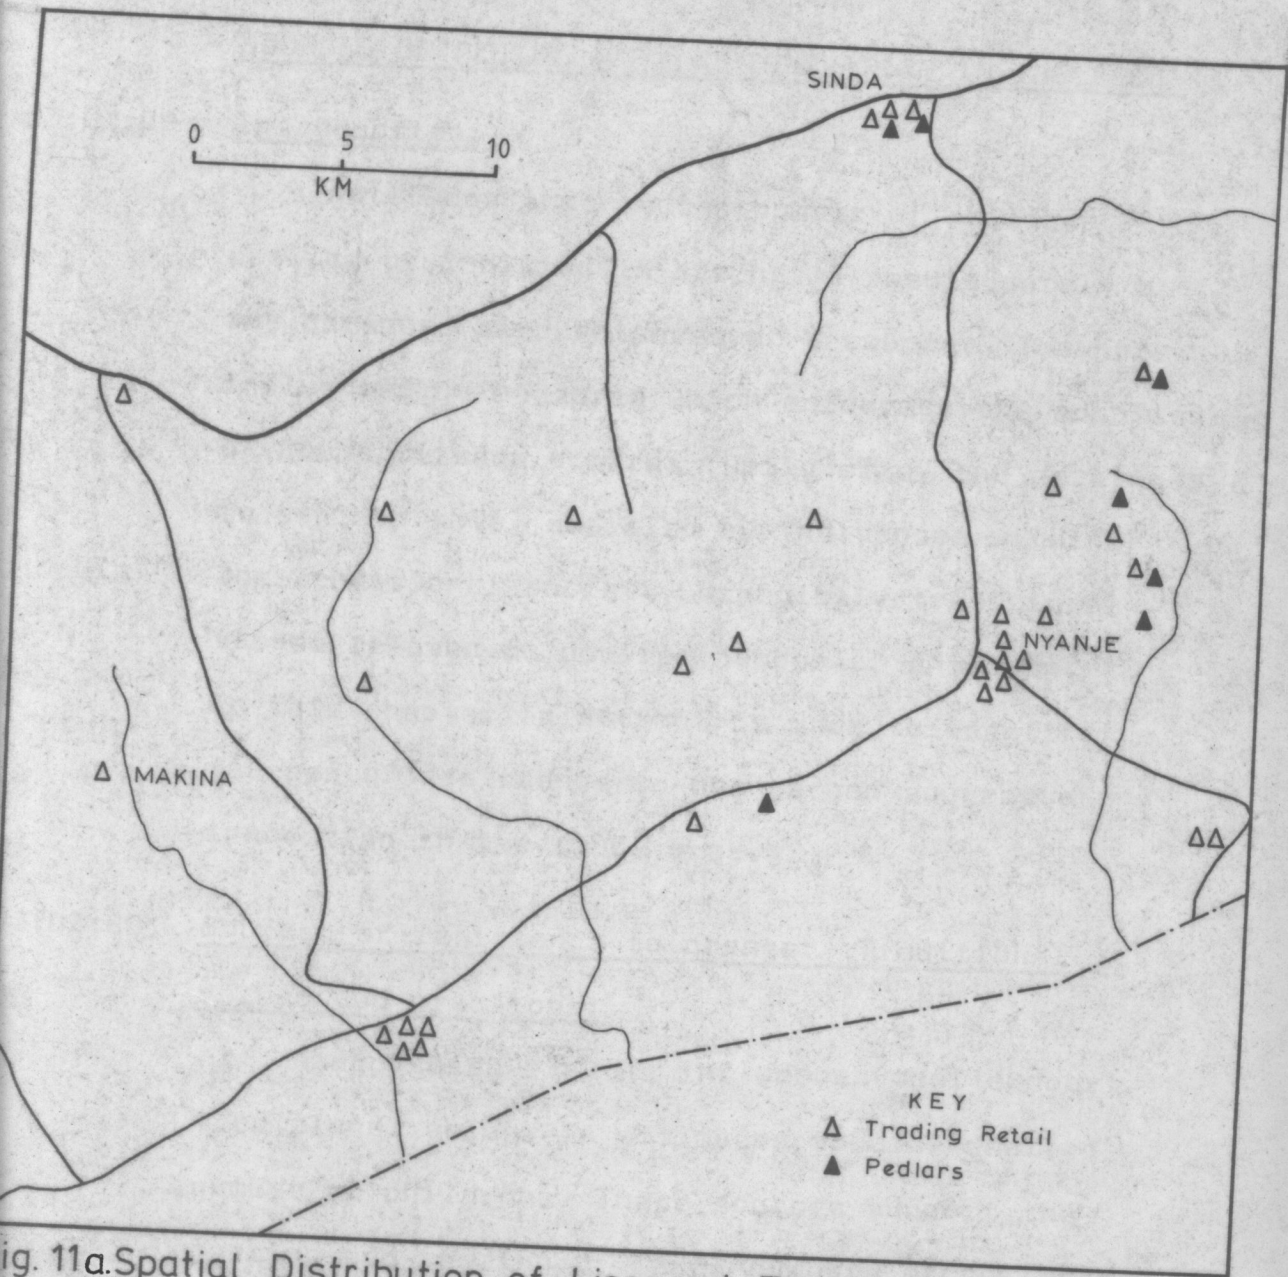 SINDA
0 5 10
KM
NYANJE
MAKINA
KEY
Trading Retail
Pedlars
ig. 11a. Spatial Distribution of